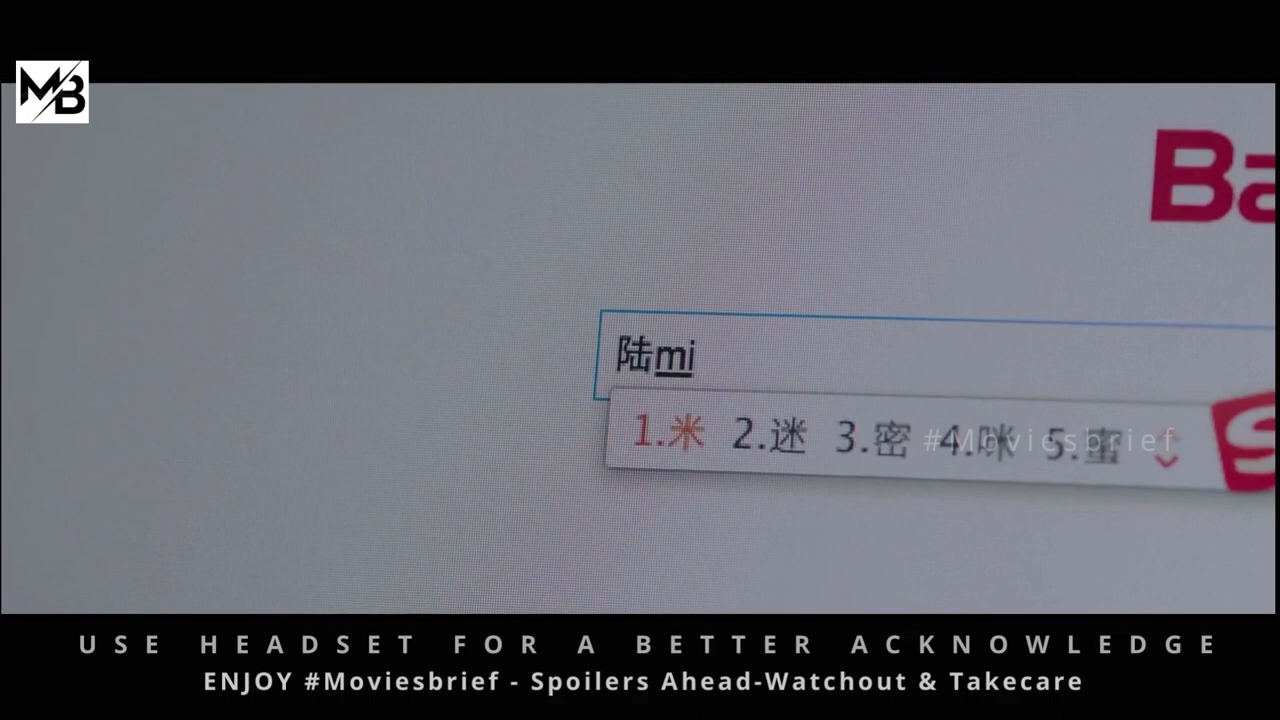 MB
Ba
陆mi
1.米 2.迷 3.密 4.咪 5.蜜
#Moviesbrief
S
USE HEADSET FOR A BETTER ACKNOWLEDGE
ENJOY #Moviesbrief - Spoilers Ahead-Watchout & Takecare